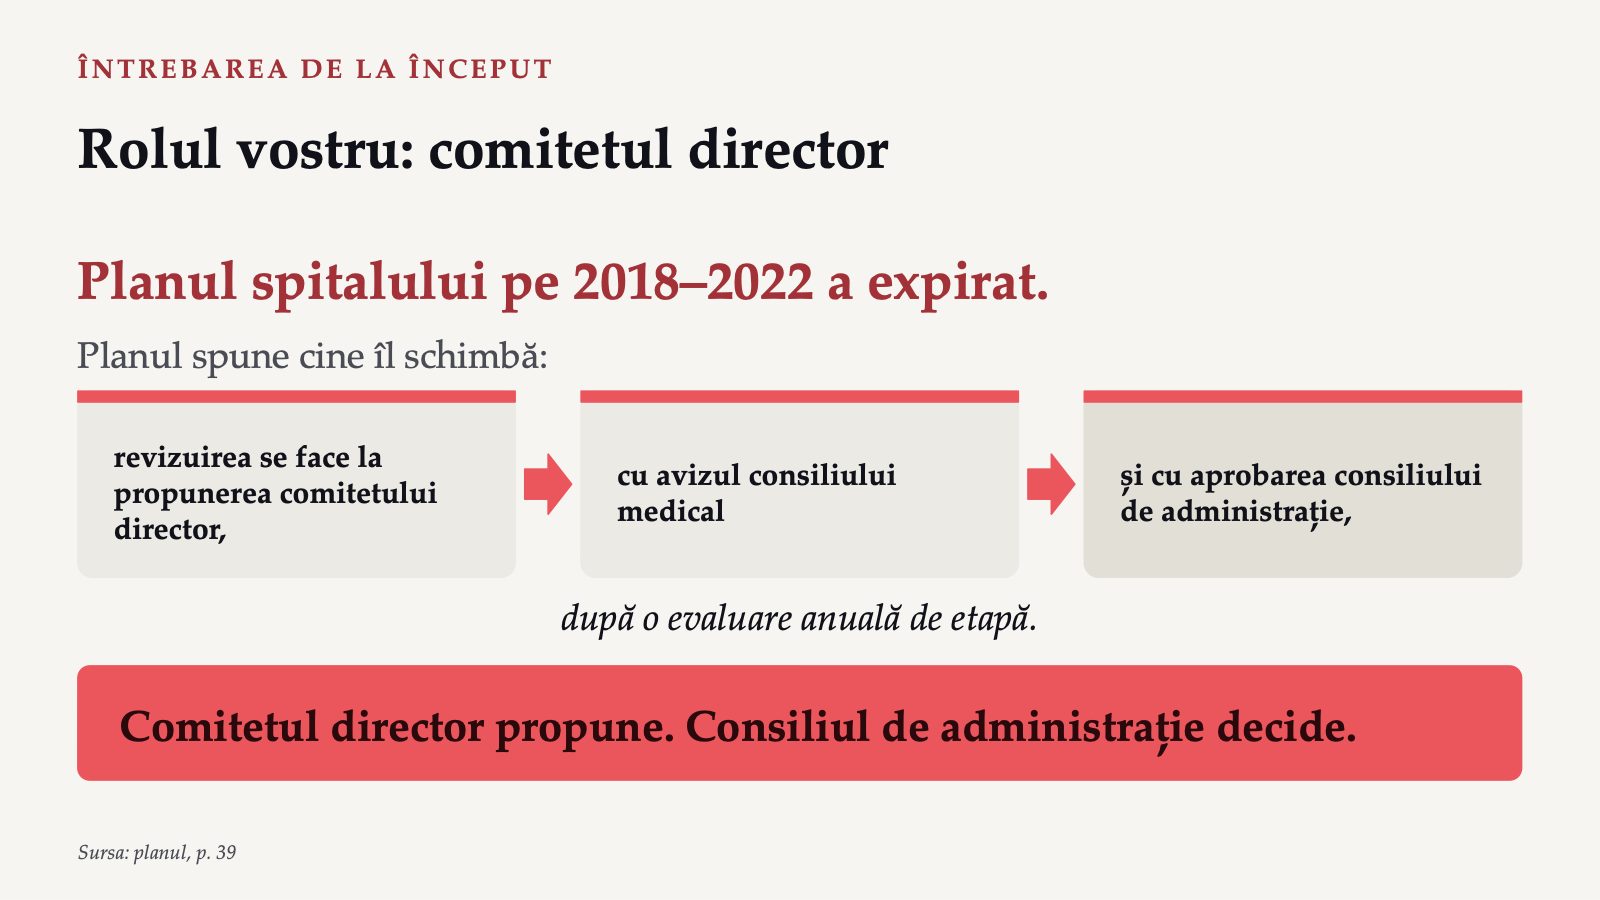 ÎNTREBAREA DE LA ÎNCEPUT
Rolul vostru: comitetul director
Planul spitalului pe 2018–2022 a expirat.
Planul spune cine îl schimbă:
revizuirea se face la
propunerea comitetului
director,
cu avizul consiliului
medical
și cu aprobarea consiliului
de administrație,
după o evaluare anuală de etapă.
Comitetul director propune. Consiliul de administrație decide.
Sursa: planul, p. 39